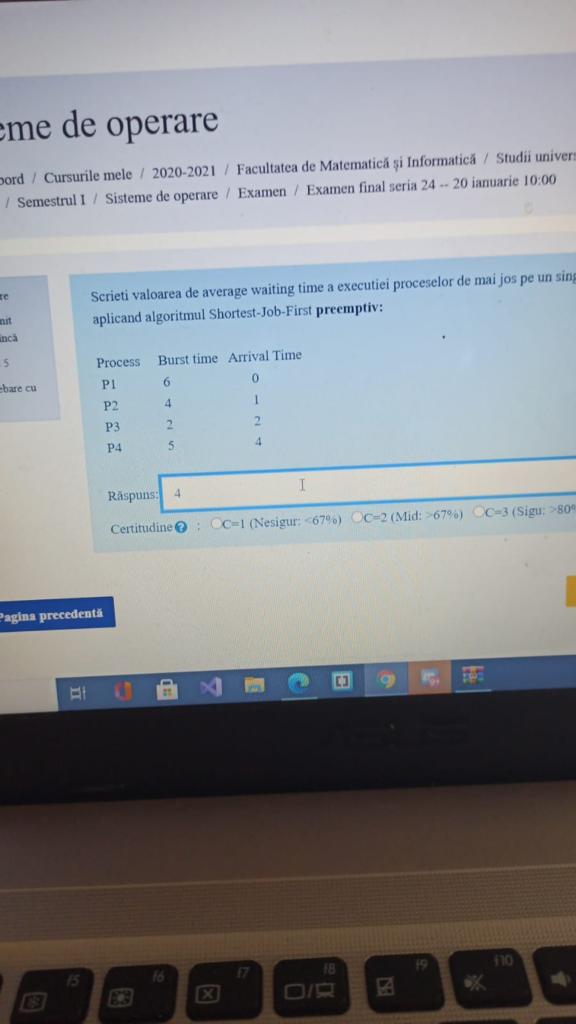 eme de operare
bord / Cursurile mele / 2020-2021 / Facultatea de Matematică și Informatică / Studii univers
/ Semestrul I / Sisteme de operare / Examen / Examen final seria 24 -- 20 ianuarie 10:00
re
nit
încă
5
ebare cu
Scrieti valoarea de average waiting time a executiei proceselor de mai jos pe un sing
aplicand algoritmul Shortest-Job-First preemptiv:
Process Burst time Arrival Time
P1 6 0
P2 4 1
P3 2 2
P4 5 4
Răspuns: 4
Certitudine ? : C=1 (Nesigur: <67%) C=2 (Mid: >67%) C=3 (Sigu: >80%
Pagina precedentă
f5 f6 f7 f8 f9 f10